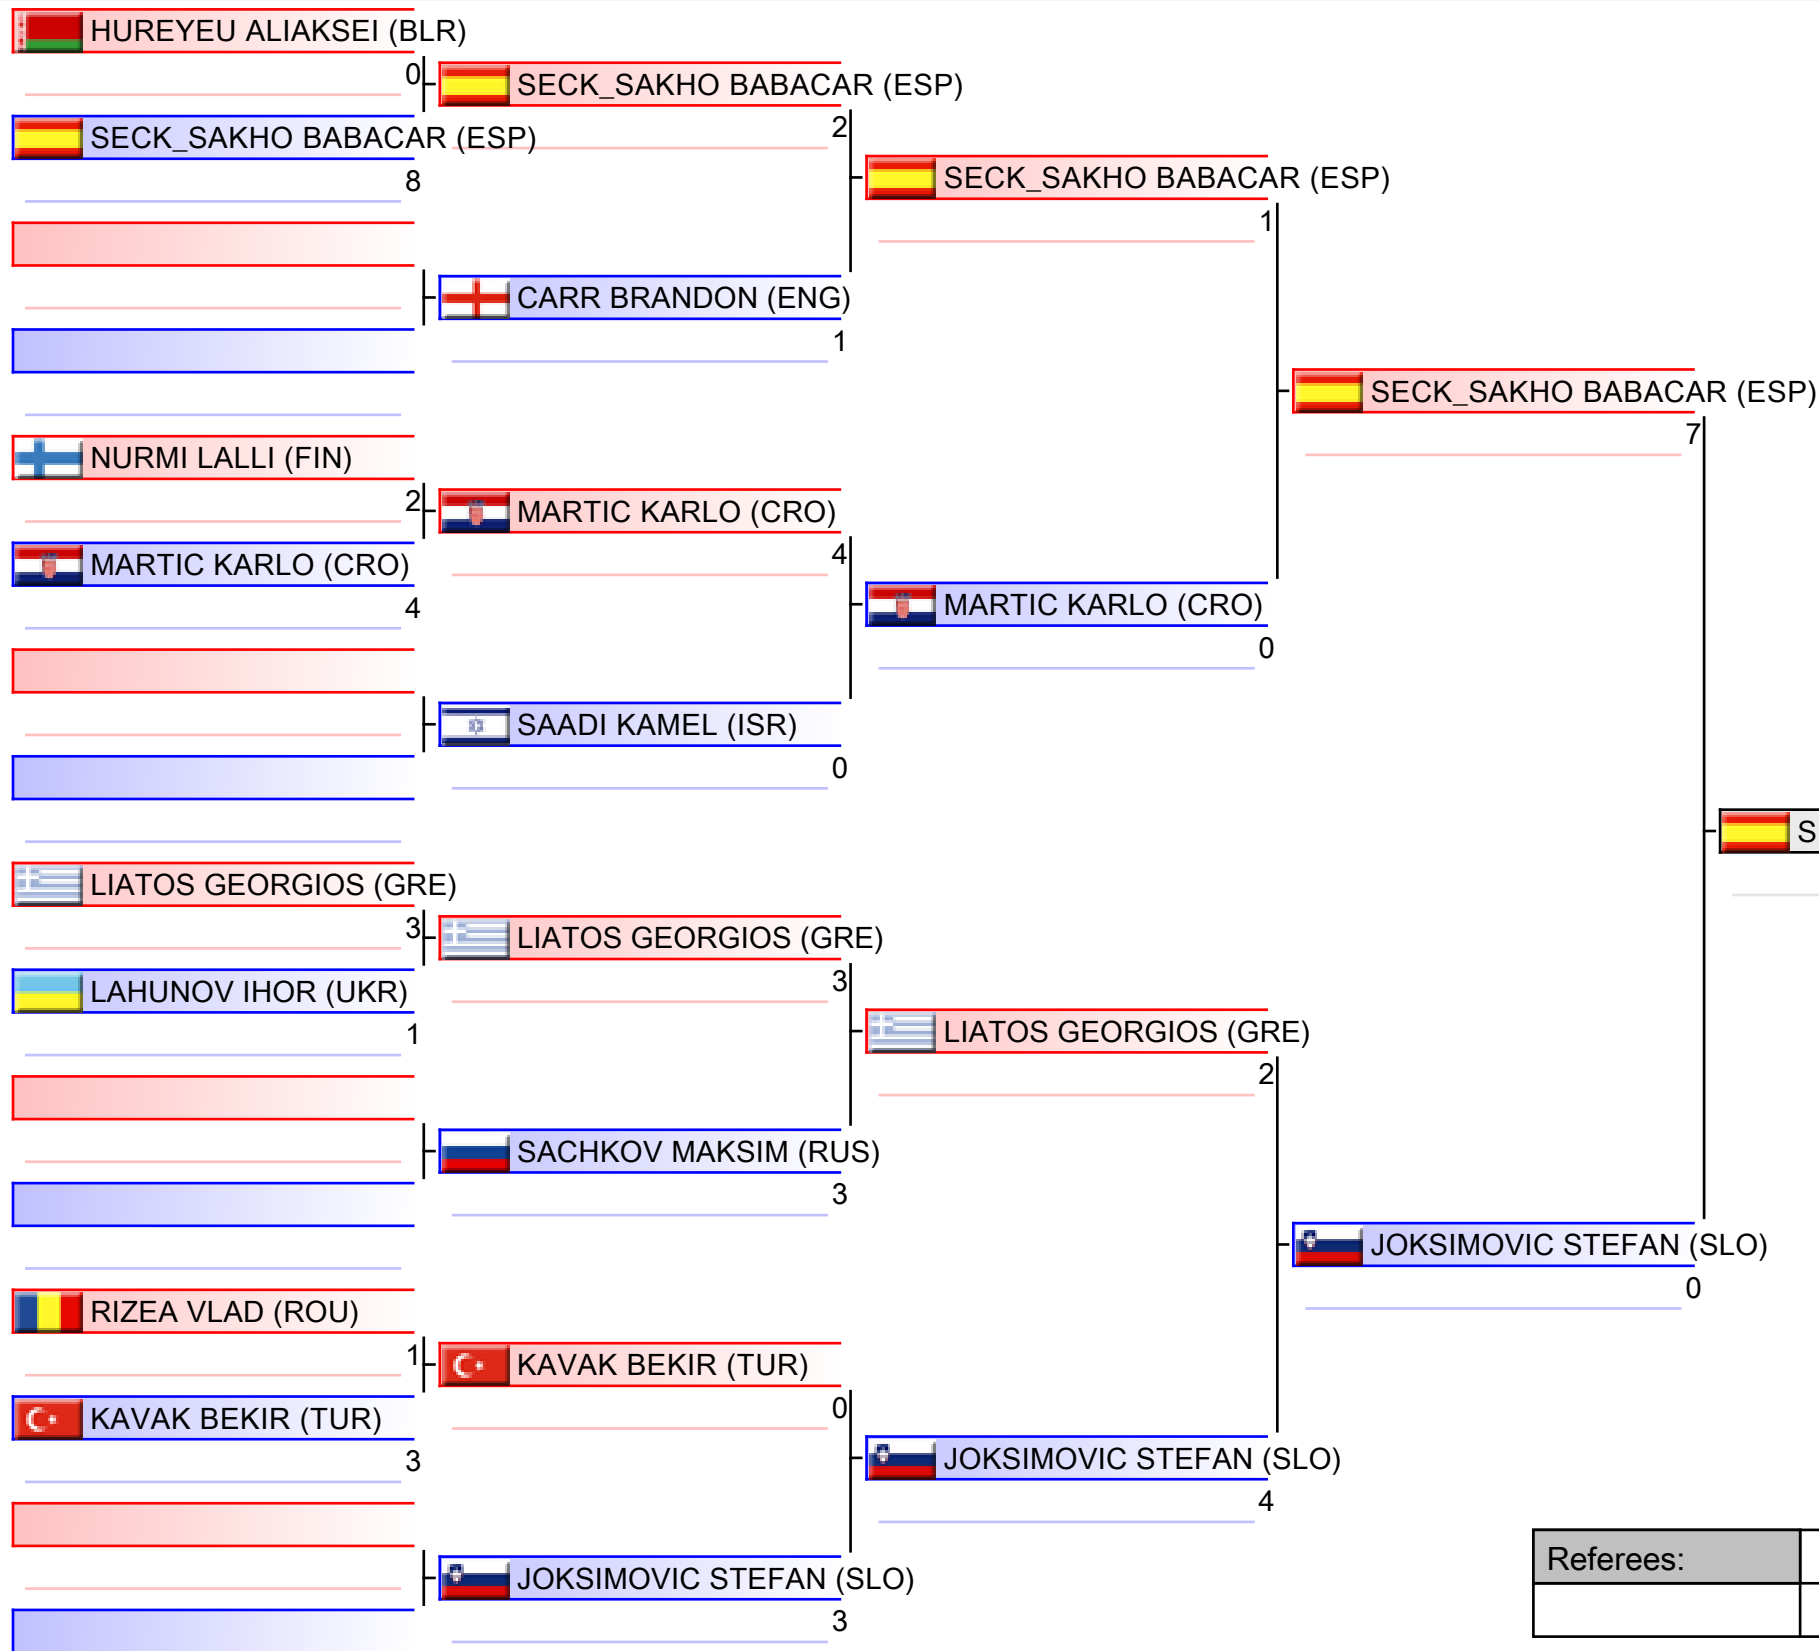 HUREYEU ALIAKSEI (BLR)
0
SECK_SAKHO BABACAR (ESP)
8
NURMI LALLI (FIN)
2
MARTIC KARLO (CRO)
4
LIATOS GEORGIOS (GRE)
3
LAHUNOV IHOR (UKR)
1
RIZEA VLAD (ROU)
1
KAVAK BEKIR (TUR)
3
SECK_SAKHO BABACAR (ESP)
2
CARR BRANDON (ENG)
1
MARTIC KARLO (CRO)
4
SAADI KAMEL (ISR)
0
LIATOS GEORGIOS (GRE)
3
SACHKOV MAKSIM (RUS)
3
KAVAK BEKIR (TUR)
0
JOKSIMOVIC STEFAN (SLO)
3
SECK_SAKHO BABACAR (ESP)
1
MARTIC KARLO (CRO)
0
LIATOS GEORGIOS (GRE)
2
JOKSIMOVIC STEFAN (SLO)
4
SECK_SAKHO BABACAR (ESP)
7
JOKSIMOVIC STEFAN (SLO)
0
S
Referees: